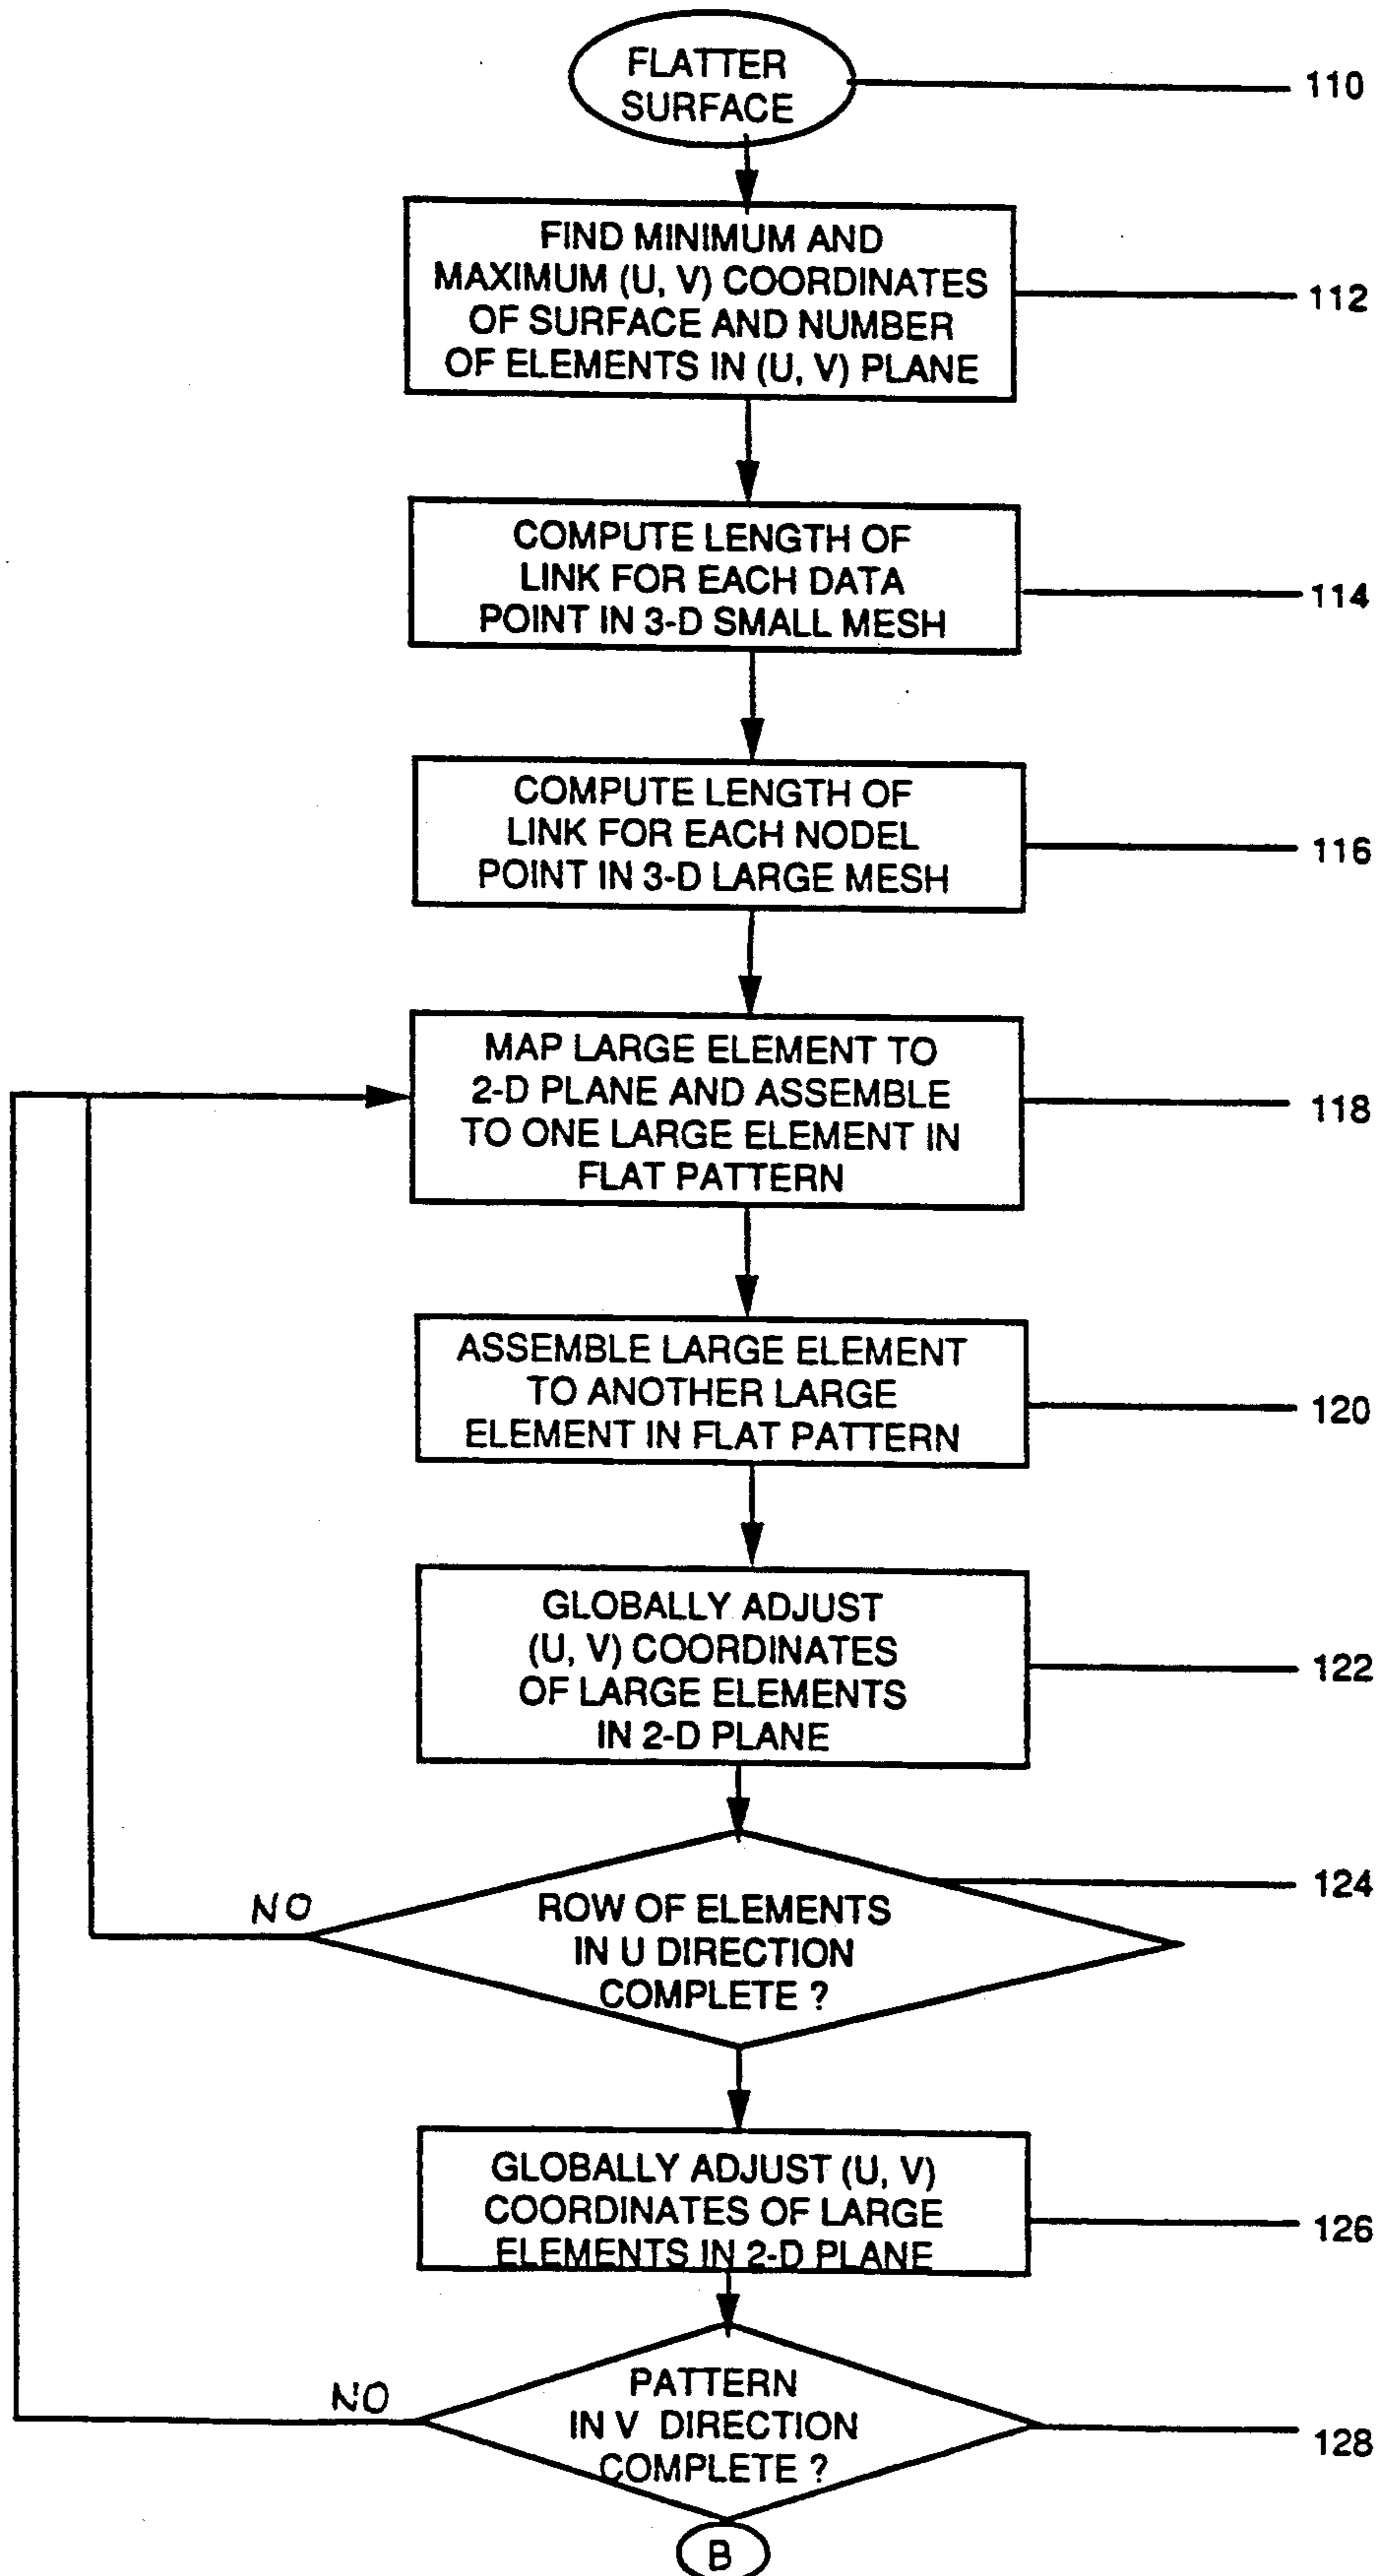 FLATTER
SURFACE
110
FIND MINIMUM AND
MAXIMUM (U, V) COORDINATES
OF SURFACE AND NUMBER
OF ELEMENTS IN (U, V) PLANE
112
COMPUTE LENGTH OF
LINK FOR EACH DATA
POINT IN 3-D SMALL MESH
114
COMPUTE LENGTH OF
LINK FOR EACH NODEL
POINT IN 3-D LARGE MESH
116
MAP LARGE ELEMENT TO
2-D PLANE AND ASSEMBLE
TO ONE LARGE ELEMENT IN
FLAT PATTERN
118
ASSEMBLE LARGE ELEMENT
TO ANOTHER LARGE
ELEMENT IN FLAT PATTERN
120
GLOBALLY ADJUST
(U, V) COORDINATES
OF LARGE ELEMENTS
IN 2-D PLANE
122
NO
ROW OF ELEMENTS
IN U DIRECTION
COMPLETE ?
124
GLOBALLY ADJUST (U, V)
COORDINATES OF LARGE
ELEMENTS IN 2-D PLANE
126
NO
PATTERN
IN V DIRECTION
COMPLETE ?
128
B